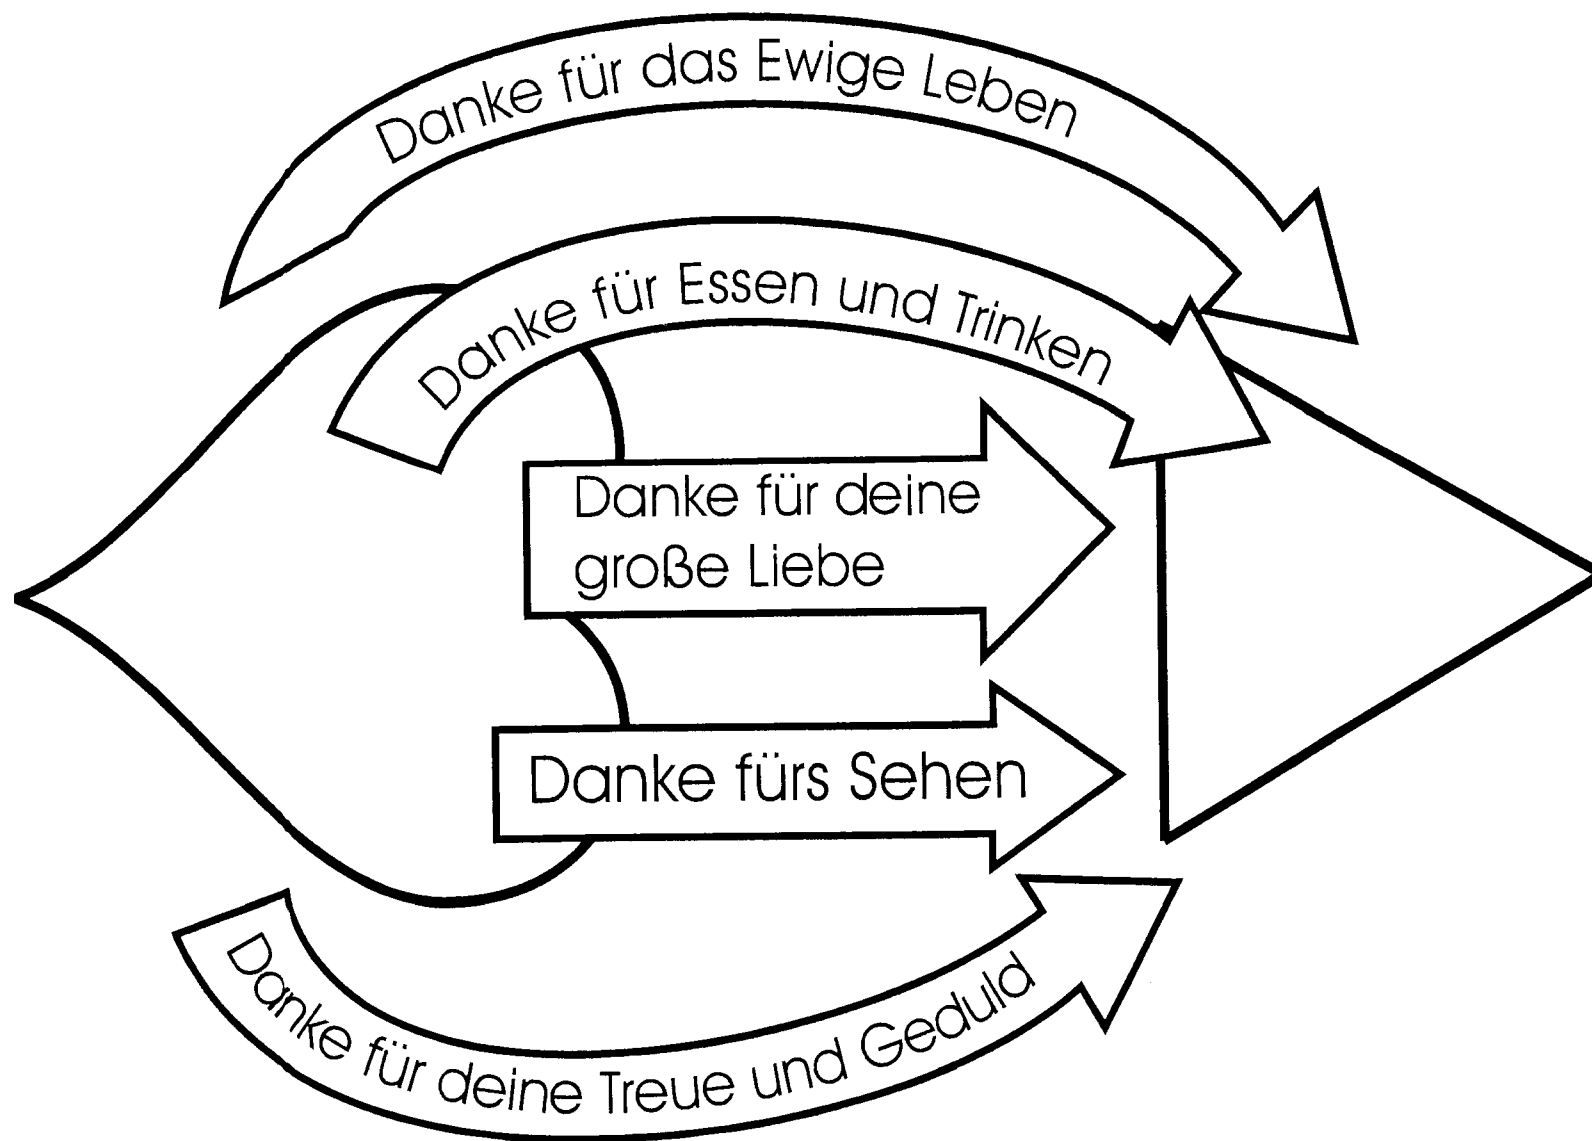 Danke für das Ewige Leben
Danke für Essen und Trinken
Danke für deine
große Liebe
Danke fürs Sehen
Danke für deine Treue und Geduld